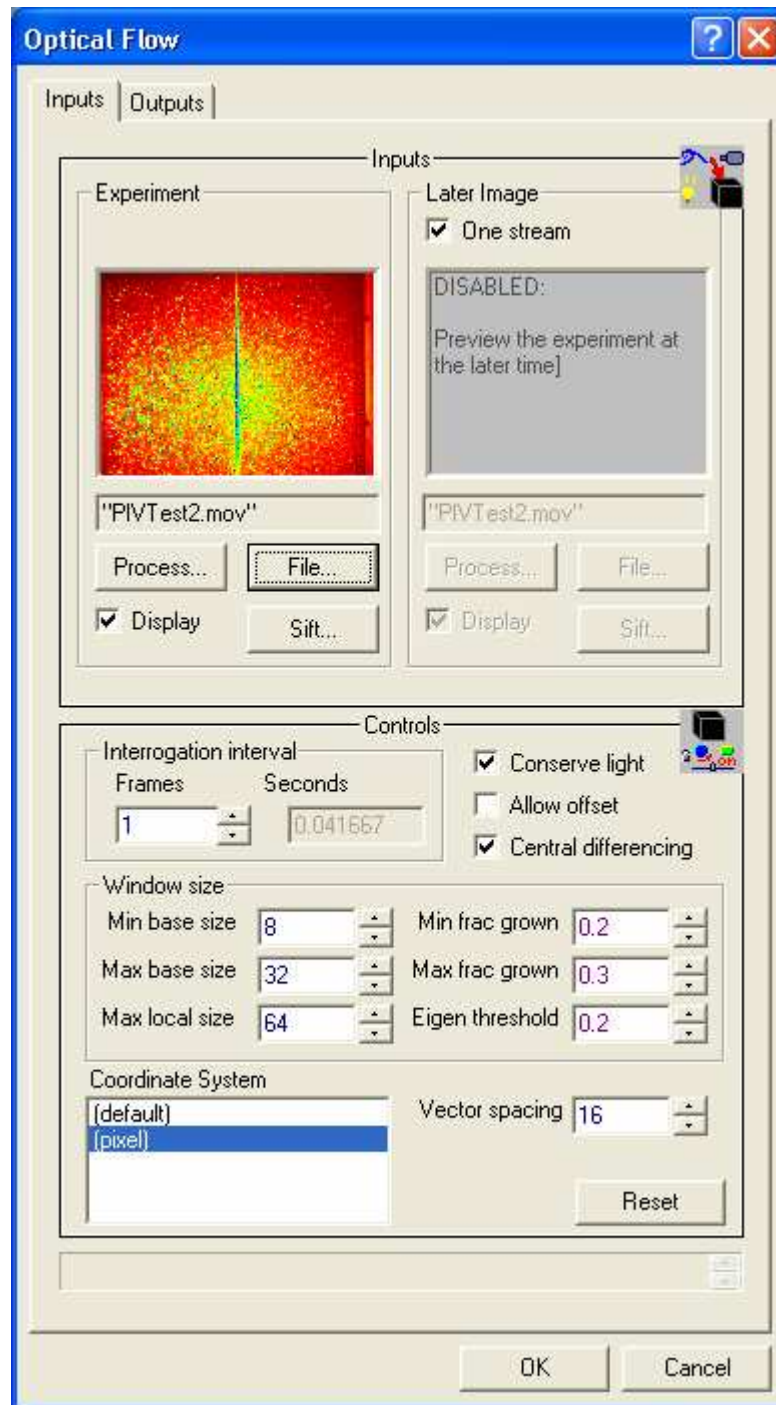 Optical Flow
Inputs Outputs
Inputs
Experiment
Later Image
One stream
DISABLED:
Preview the experiment at
the later time]
"PIVTest2.mov"
"PIVTest2.mov"
Process... File...
Process... File...
Display Sift...
Display Sift...
Controls
Interrogation interval
Frames Seconds
1 0.041667
Conserve light
Allow offset
Central differencing
Window size
Min base size 8
Min frac grown 0.2
Max base size 32
Max frac grown 0.3
Max local size 64
Eigen threshold 0.2
Coordinate System
(default)
(pixel)
Vector spacing 16
Reset
OK Cancel